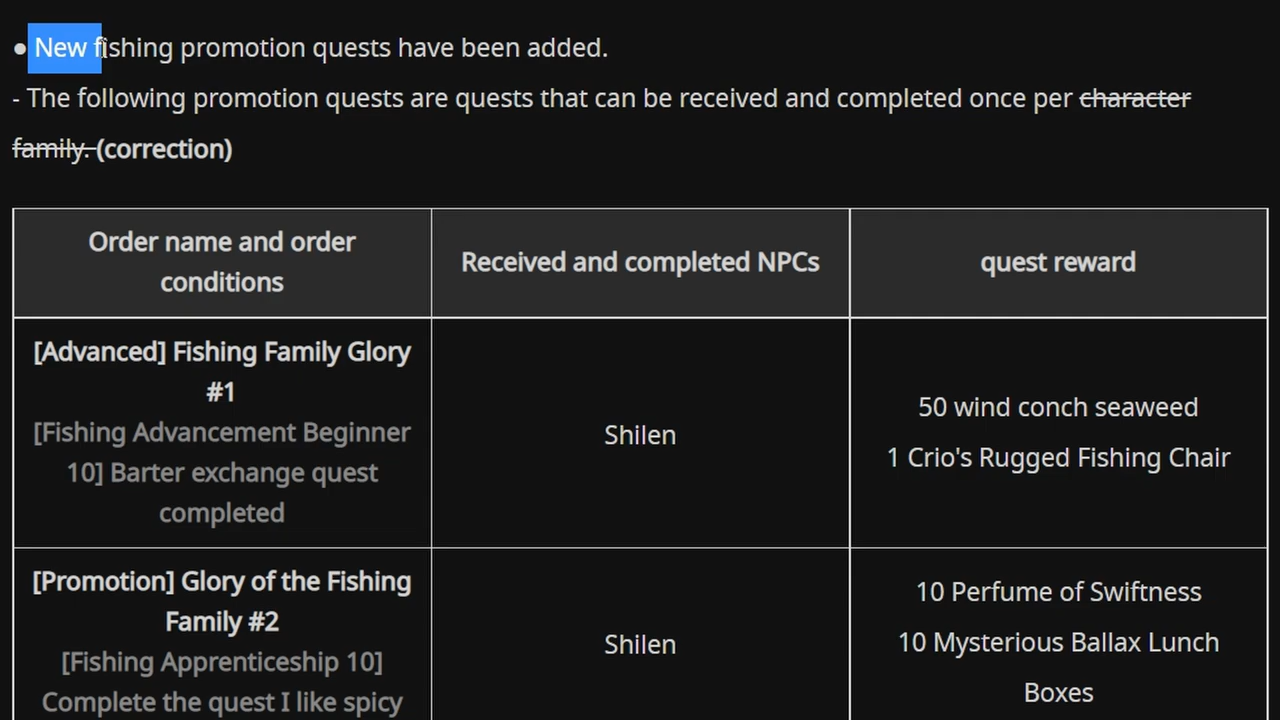 ● New fishing promotion quests have been added.
- The following promotion quests are quests that can be received and completed once per character
family. (correction)
Order name and order
conditions
Received and completed NPCs
quest reward
[Advanced] Fishing Family Glory
#1
[Fishing Advancement Beginner
10] Barter exchange quest
completed
Shilen
50 wind conch seaweed
1 Crio's Rugged Fishing Chair
[Promotion] Glory of the Fishing
Family #2
[Fishing Apprenticeship 10]
Complete the quest I like spicy
Shilen
10 Perfume of Swiftness
10 Mysterious Ballax Lunch
Boxes